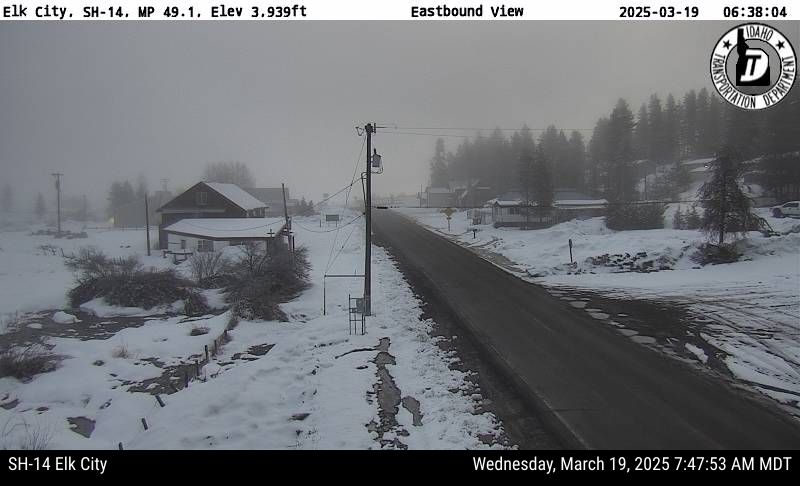 Elk City, SH-14, MP 49.1, Elev 3,939ft Eastbound View 2025-03-19 06:38:04
IDAHO
TRANSPORTATION DEPARTMENT
SH-14 Elk City Wednesday, March 19, 2025 7:47:53 AM MDT